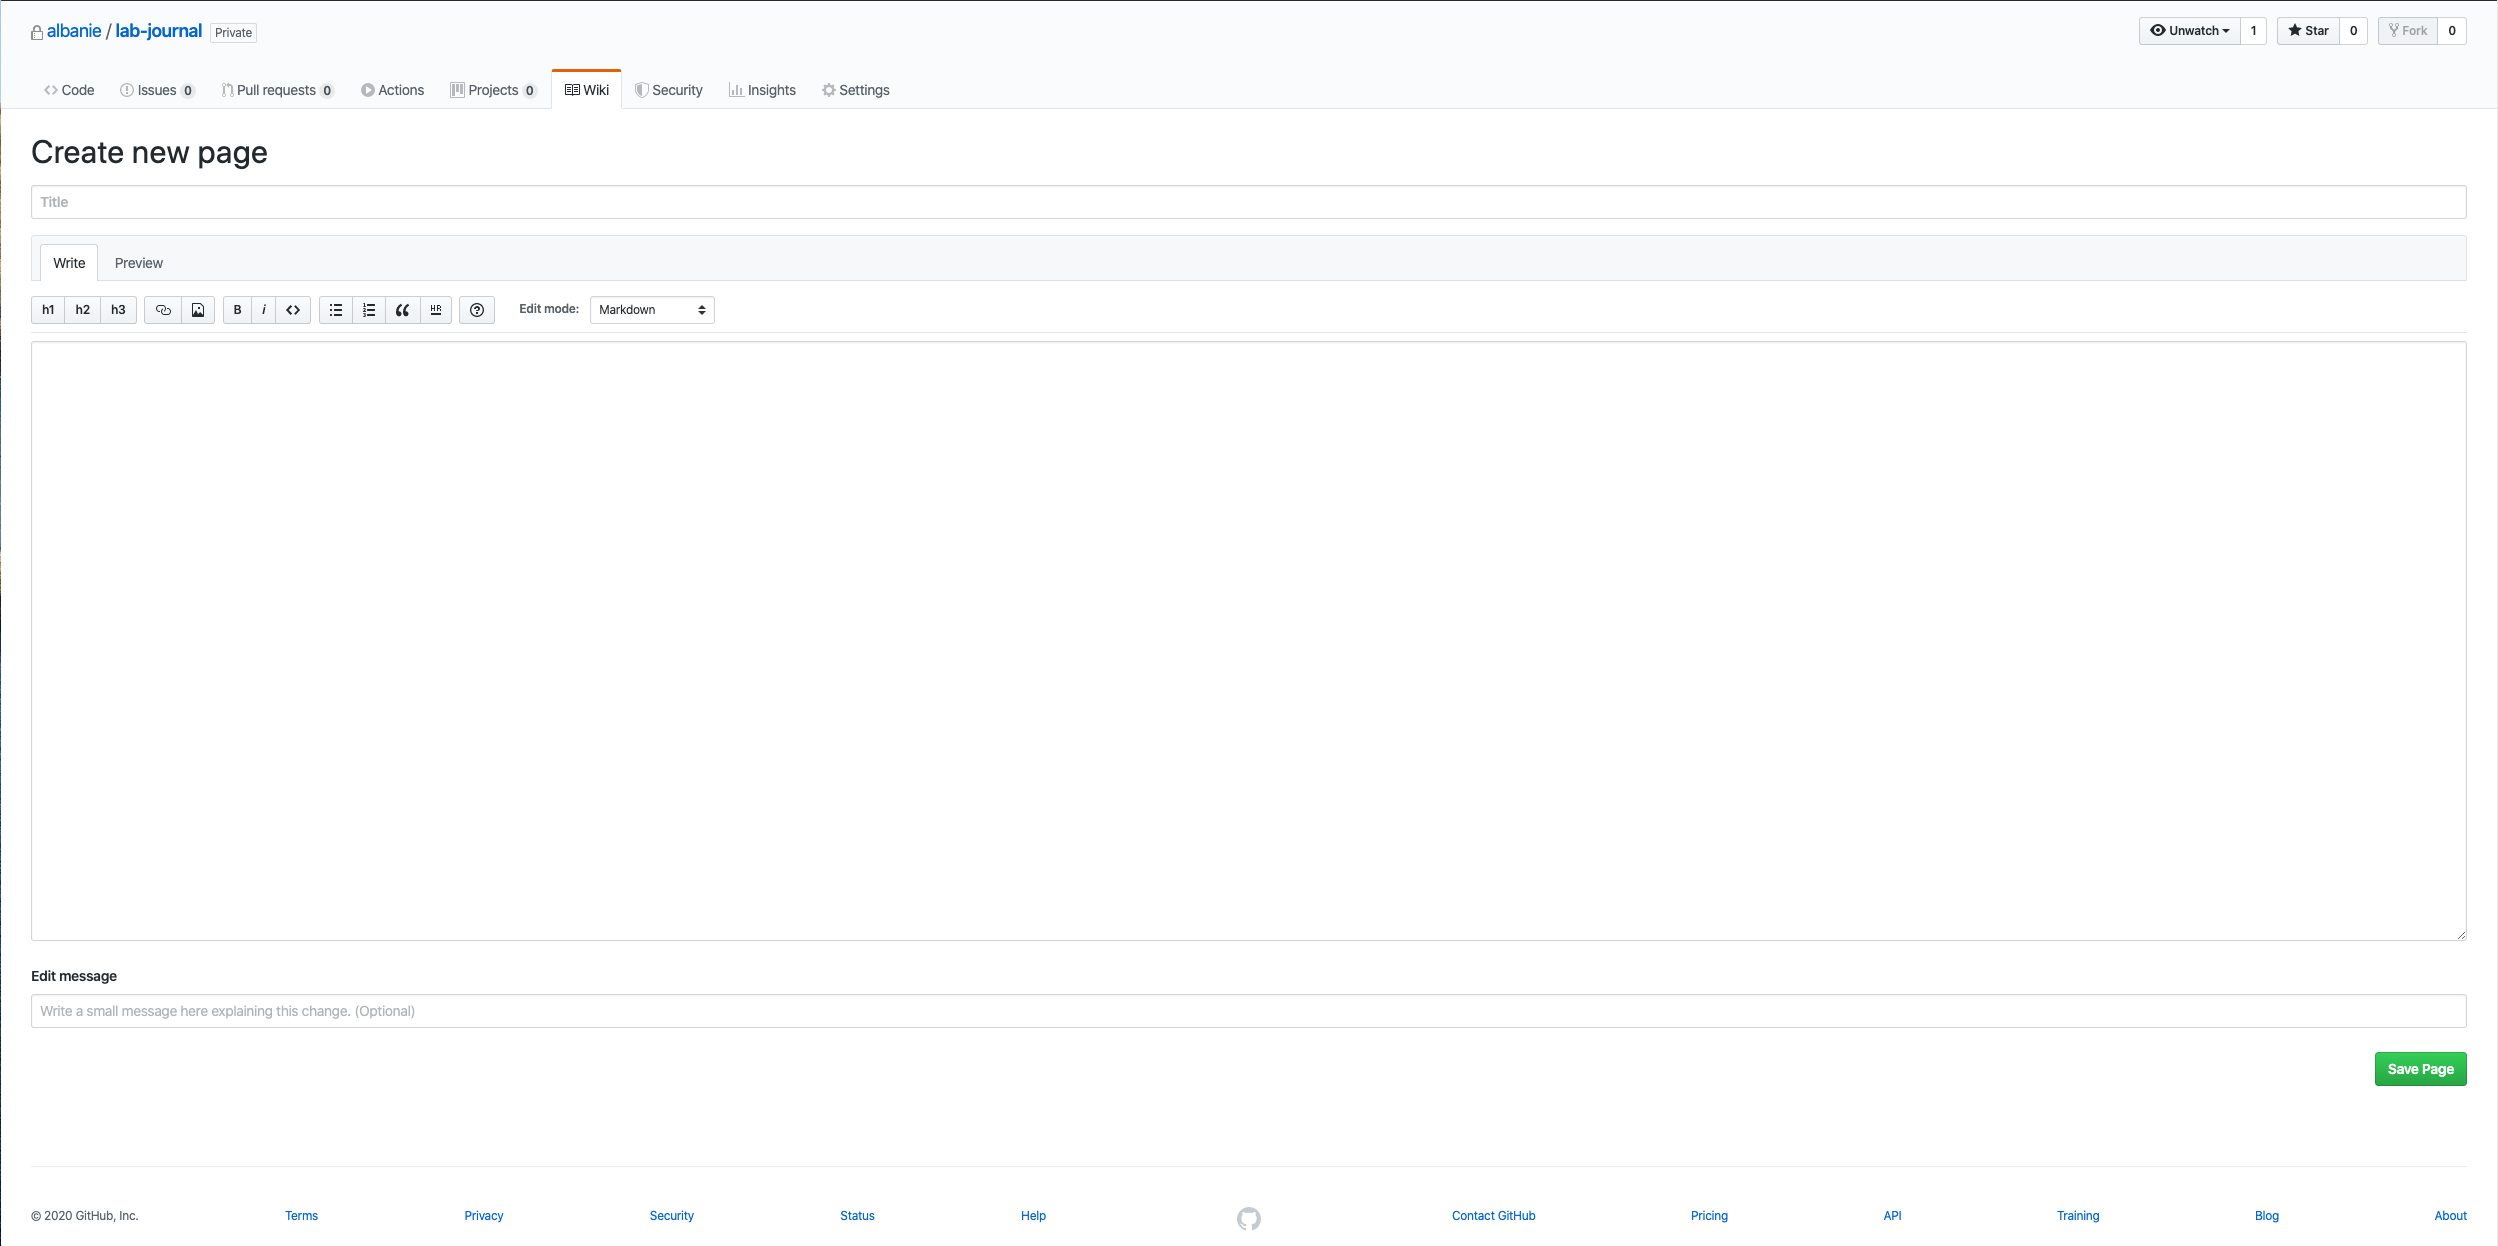 albanie / lab-journal Private Unwatch 1 Star 0 Fork 0
Code Issues 0 Pull requests 0 Actions Projects 0 Wiki Security Insights Settings
Create new page
Title
Write Preview
h1 h2 h3 B i HR Edit mode: Markdown
Edit message
Write a small message here explaining this change. (Optional)
Save Page
© 2020 GitHub, Inc. Terms Privacy Security Status Help Contact GitHub Pricing API Training Blog About